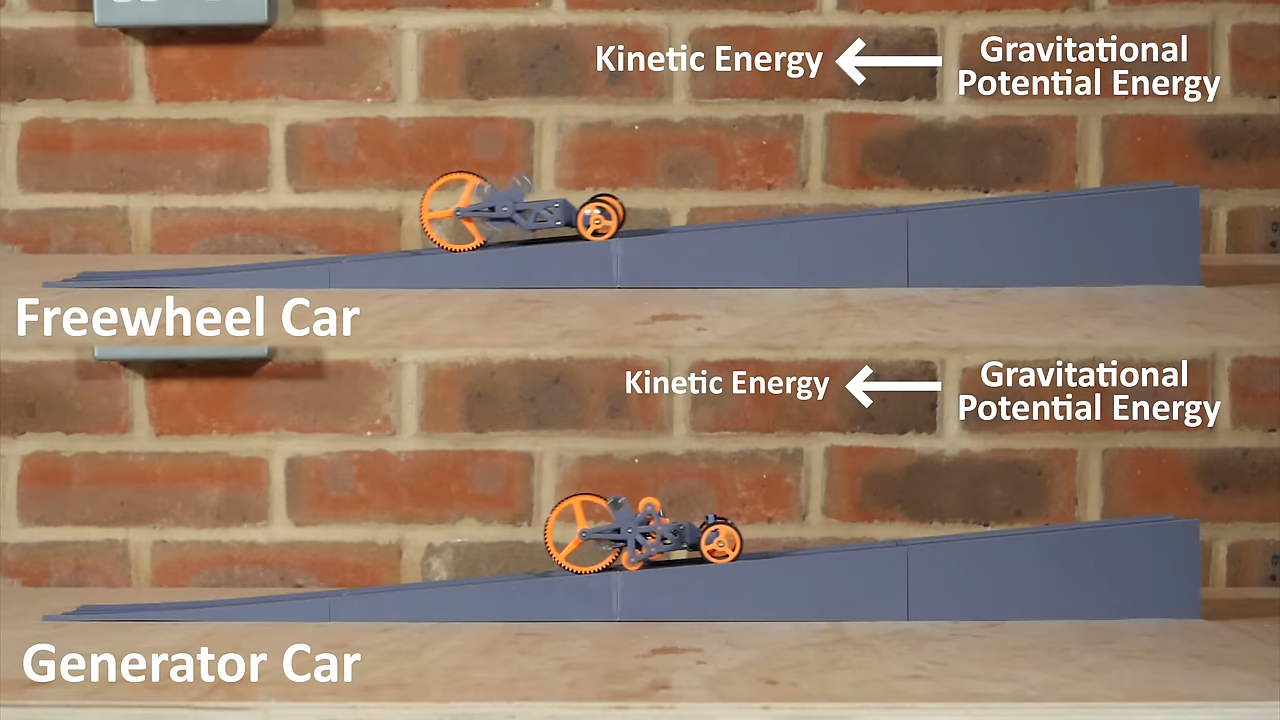 Kinetic Energy
Gravitational
Potential Energy
Freewheel Car
Kinetic Energy
Gravitational
Potential Energy
Generator Car